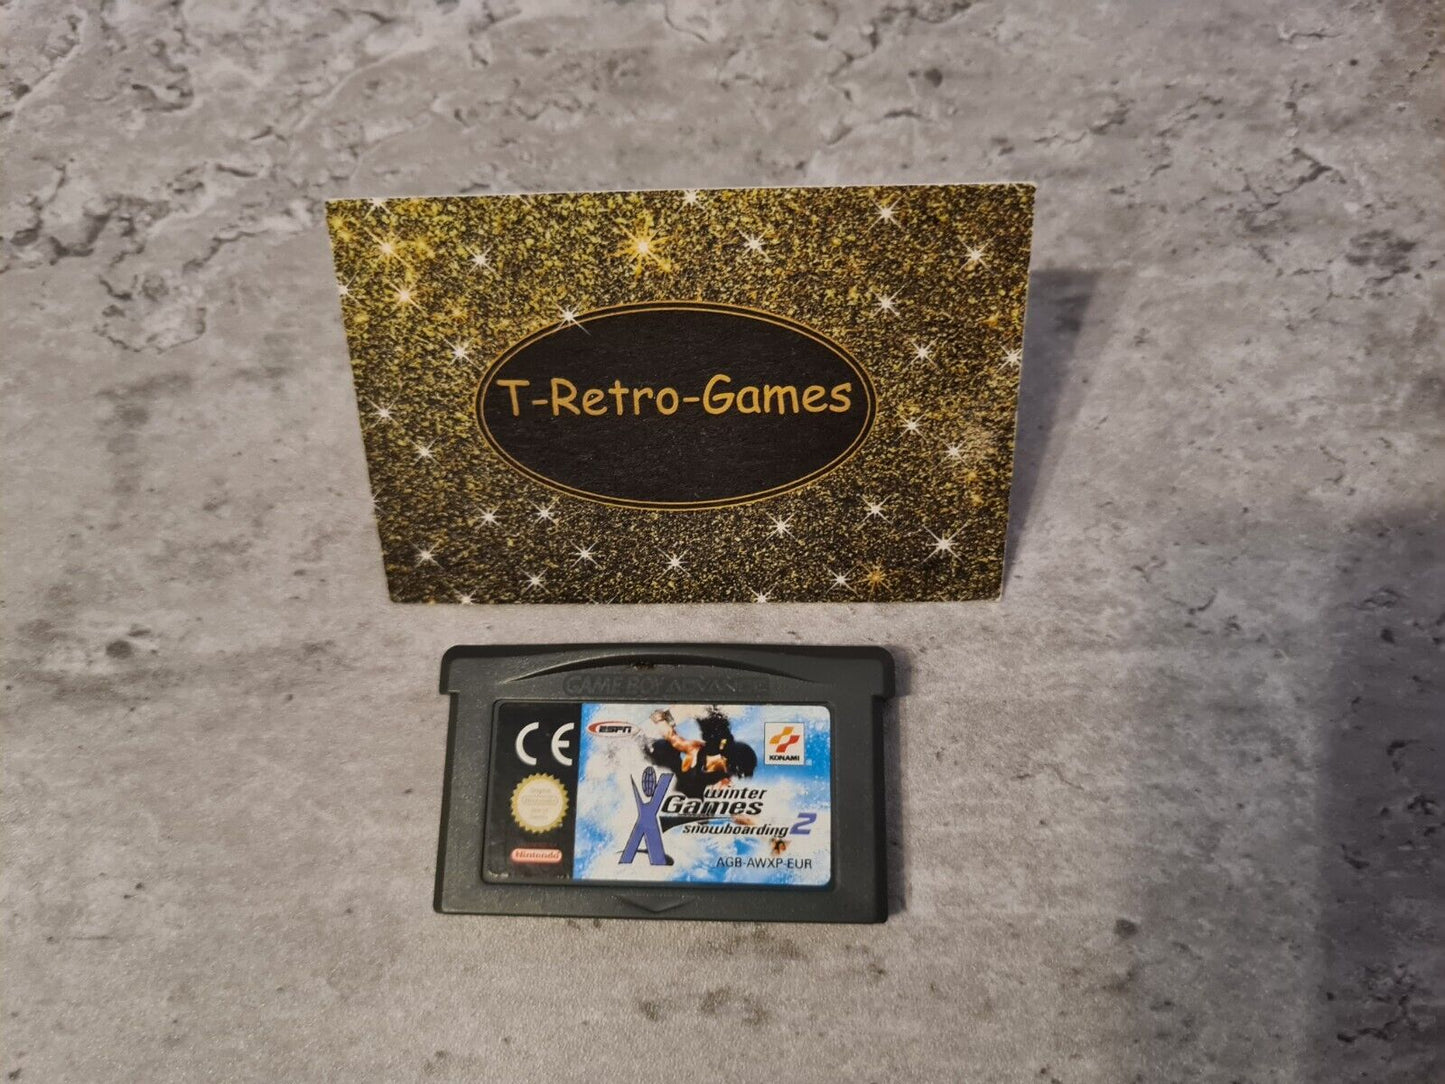 T-Retro-Games
GAME BOY ADVANCE
CE
ESPN
KONAMI
winter
X Games
snowboarding 2
Nintendo
AGB-AWXP-EUR